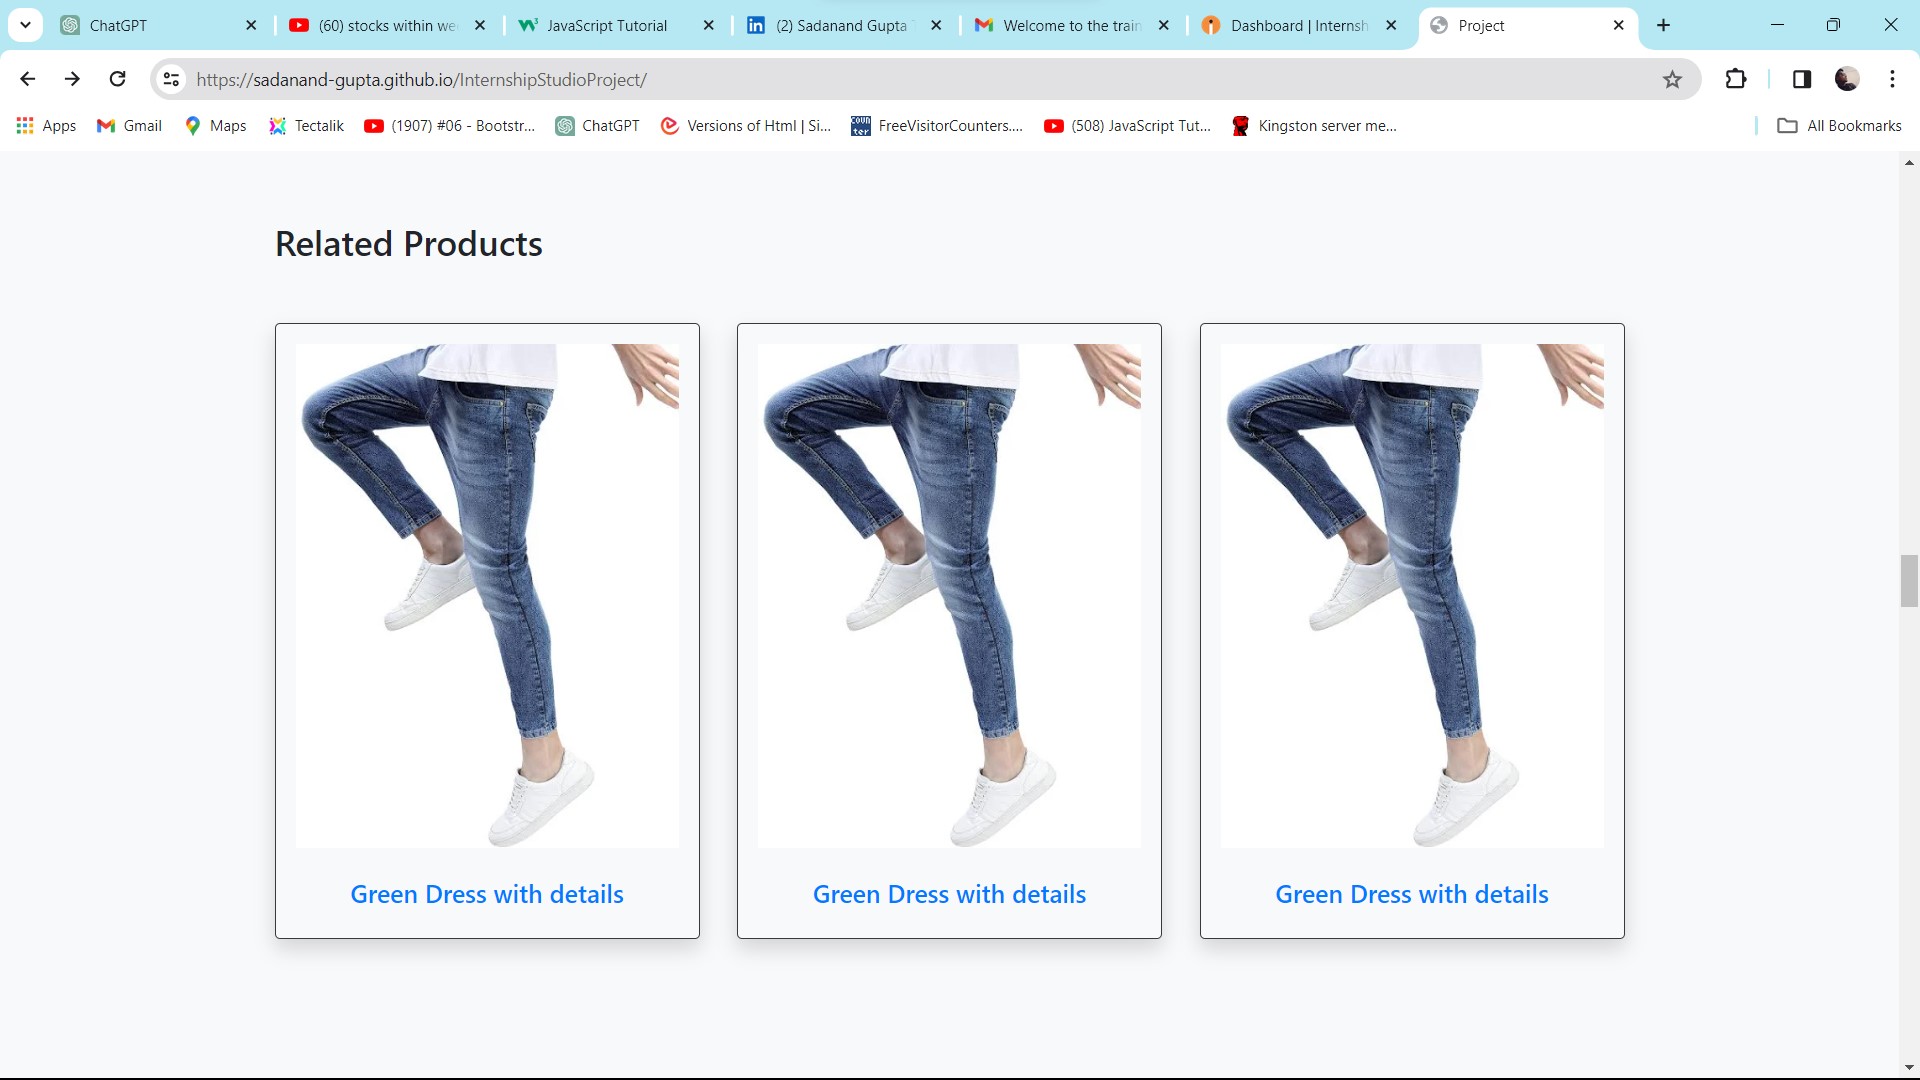 ChatGPT
(60) stocks within we
JavaScript Tutorial
(2) Sadanand Gupta
Welcome to the train
Dashboard | Internsh
Project
https://sadanand-gupta.github.io/InternshipStudioProject/
Apps
Gmail
Maps
Tectalik
(1907) #06 - Bootstr...
ChatGPT
Versions of Html | Si...
COUN
TER
FreeVisitorCounters....
(508) JavaScript Tut...
Kingston server me...
All Bookmarks
Related Products
Green Dress with details
Green Dress with details
Green Dress with details